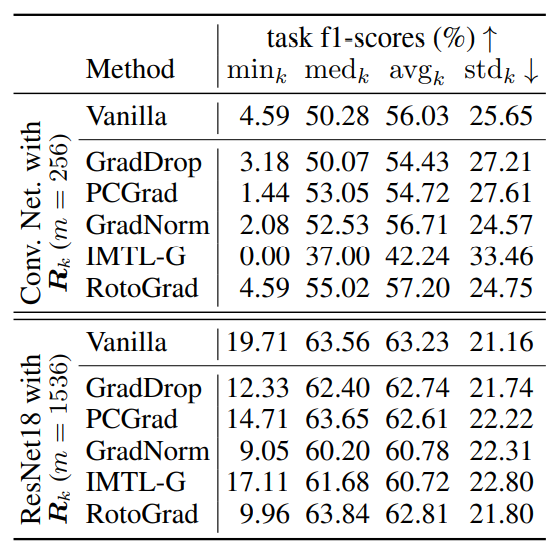 task f1-scores (%) ↑
Method minₖ medₖ avgₖ stdₖ ↓
Conv. Net. with
Rₖ (m = 256)
Vanilla 4.59 50.28 56.03 25.65
GradDrop 3.18 50.07 54.43 27.21
PCGrad 1.44 53.05 54.72 27.61
GradNorm 2.08 52.53 56.71 24.57
IMTL-G 0.00 37.00 42.24 33.46
RotoGrad 4.59 55.02 57.20 24.75
ResNet18 with
Rₖ (m = 1536)
Vanilla 19.71 63.56 63.23 21.16
GradDrop 12.33 62.40 62.74 21.74
PCGrad 14.71 63.65 62.61 22.22
GradNorm 9.05 60.20 60.78 22.31
IMTL-G 17.11 61.68 60.72 22.80
RotoGrad 9.96 63.84 62.81 21.80